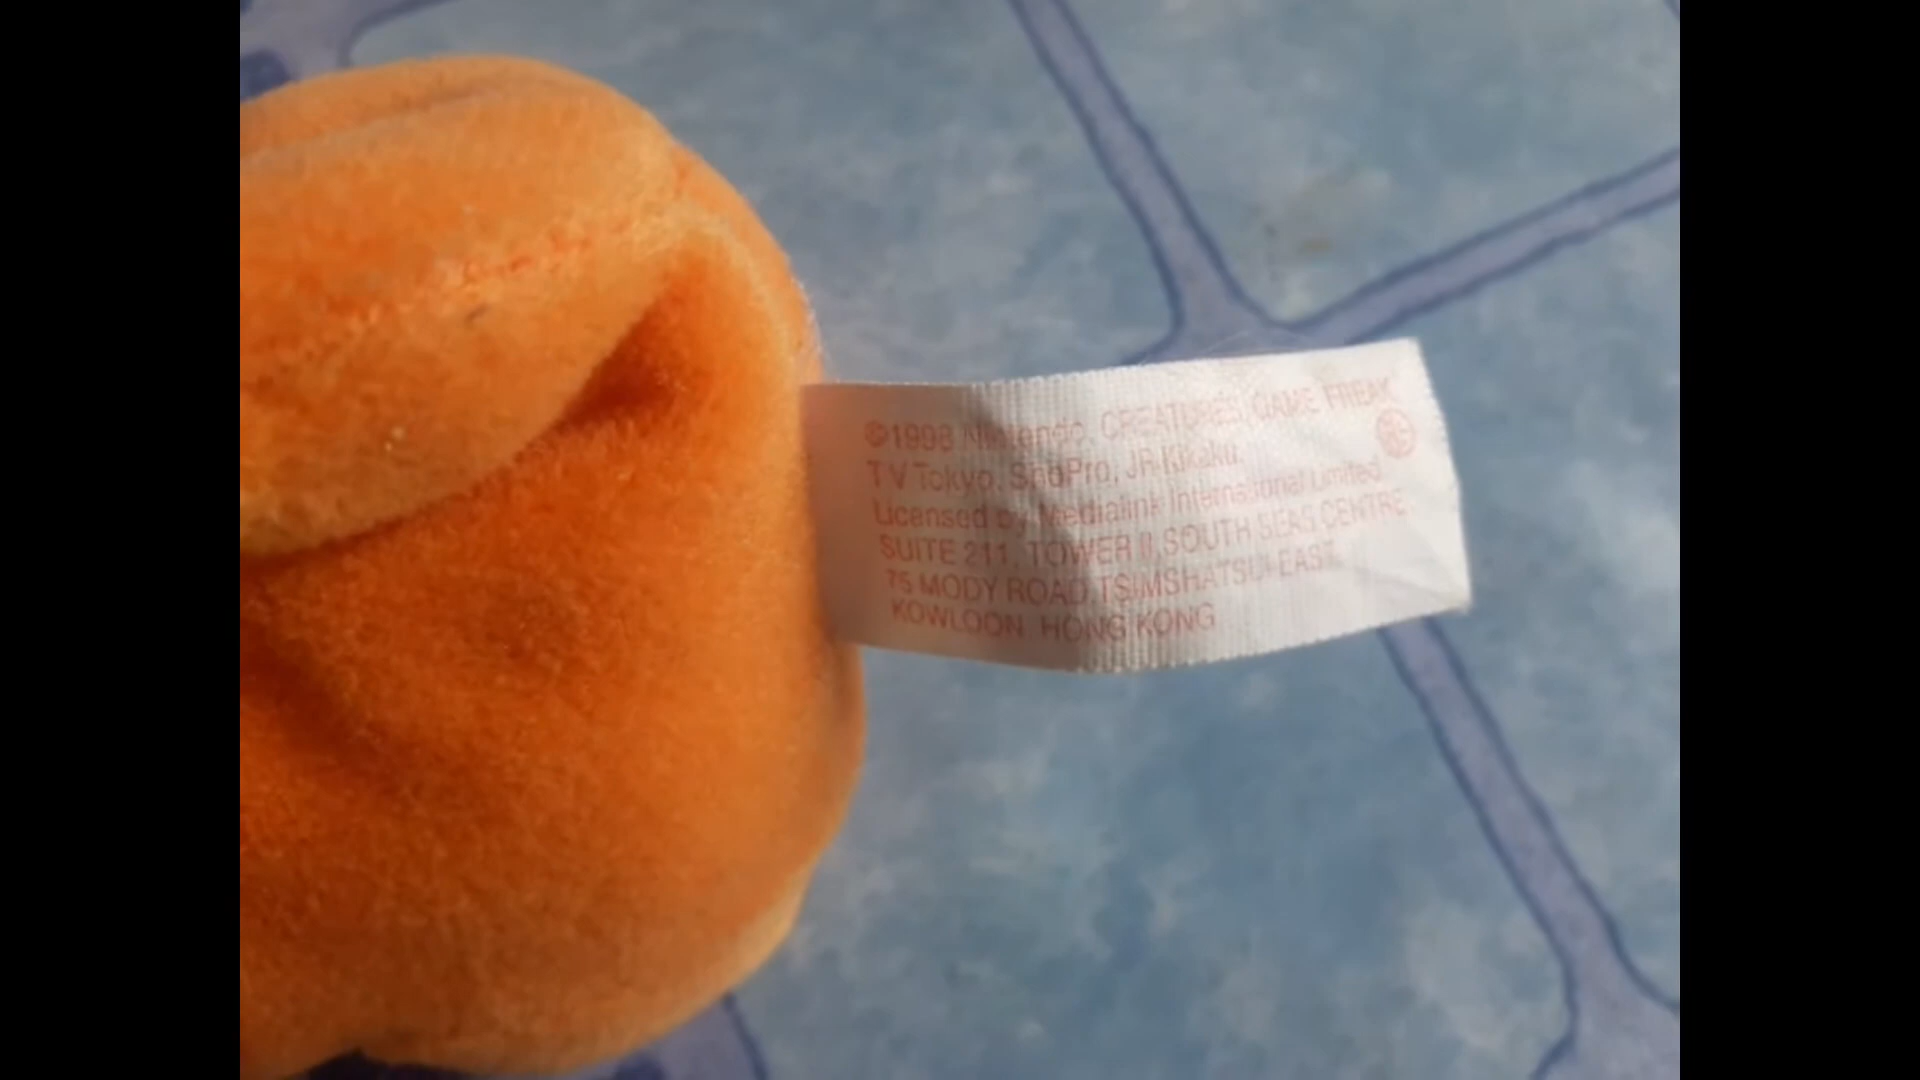 ©1998 Nintendo, CREATURES, GAME FREAK
TV Tokyo, ShoPro, JR Kikaku.
Licensed by Medialink International Limited
SUITE 211, TOWER II, SOUTH SEAS CENTRE
75 MODY ROAD, TSIMSHATSUI EAST
KOWLOON HONG KONG